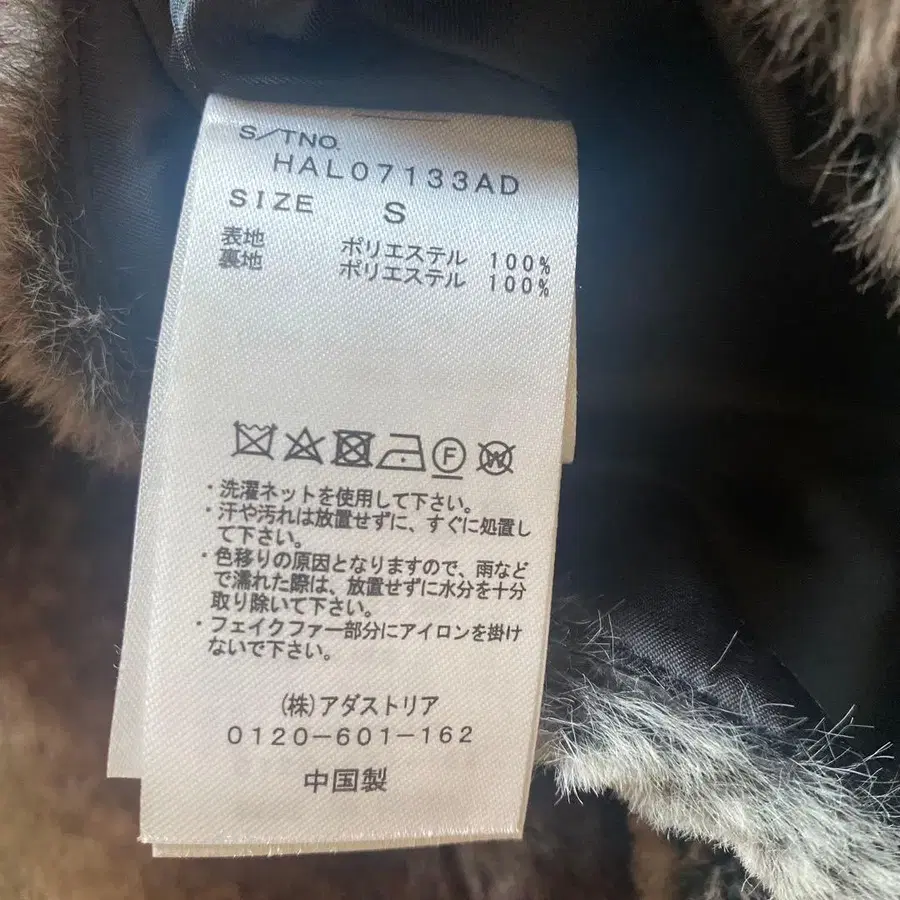 S/TNO.
HAL07133AD
SIZE S
表地 ポリエステル 100%
裏地 ポリエステル 100%
F W
・洗濯ネットを使用して下さい。
・汗や汚れは放置せずに、すぐに処置し
て下さい。
・色移りの原因となりますので、雨など
で濡れた際は、放置せずに水分を十分
取り除いて下さい。
・フェイクファー部分にアイロンを掛け
ないで下さい。
(株)アダストリア
0120-601-162
中国製